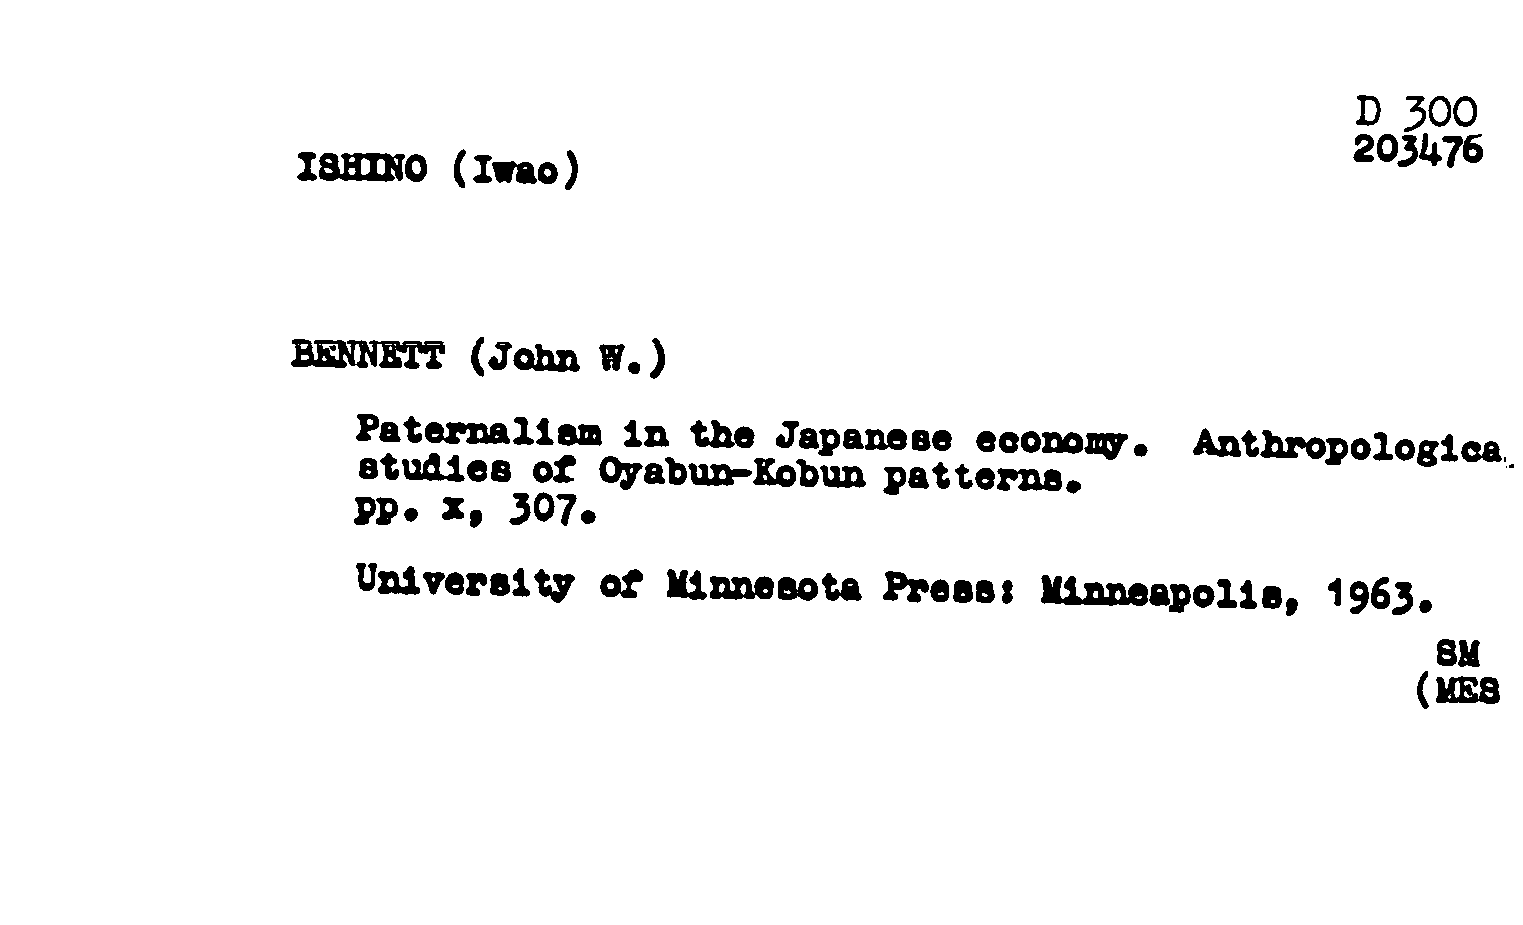 D 300
203476
ISHINO (Iwao)
BENNETT (John W.)
Paternalism in the Japanese economy. Anthropologica
studies of Oyabun-Kobun patterns.
pp. x, 307.
University of Minnesota Press: Minneapolis, 1963.
SM
(MES